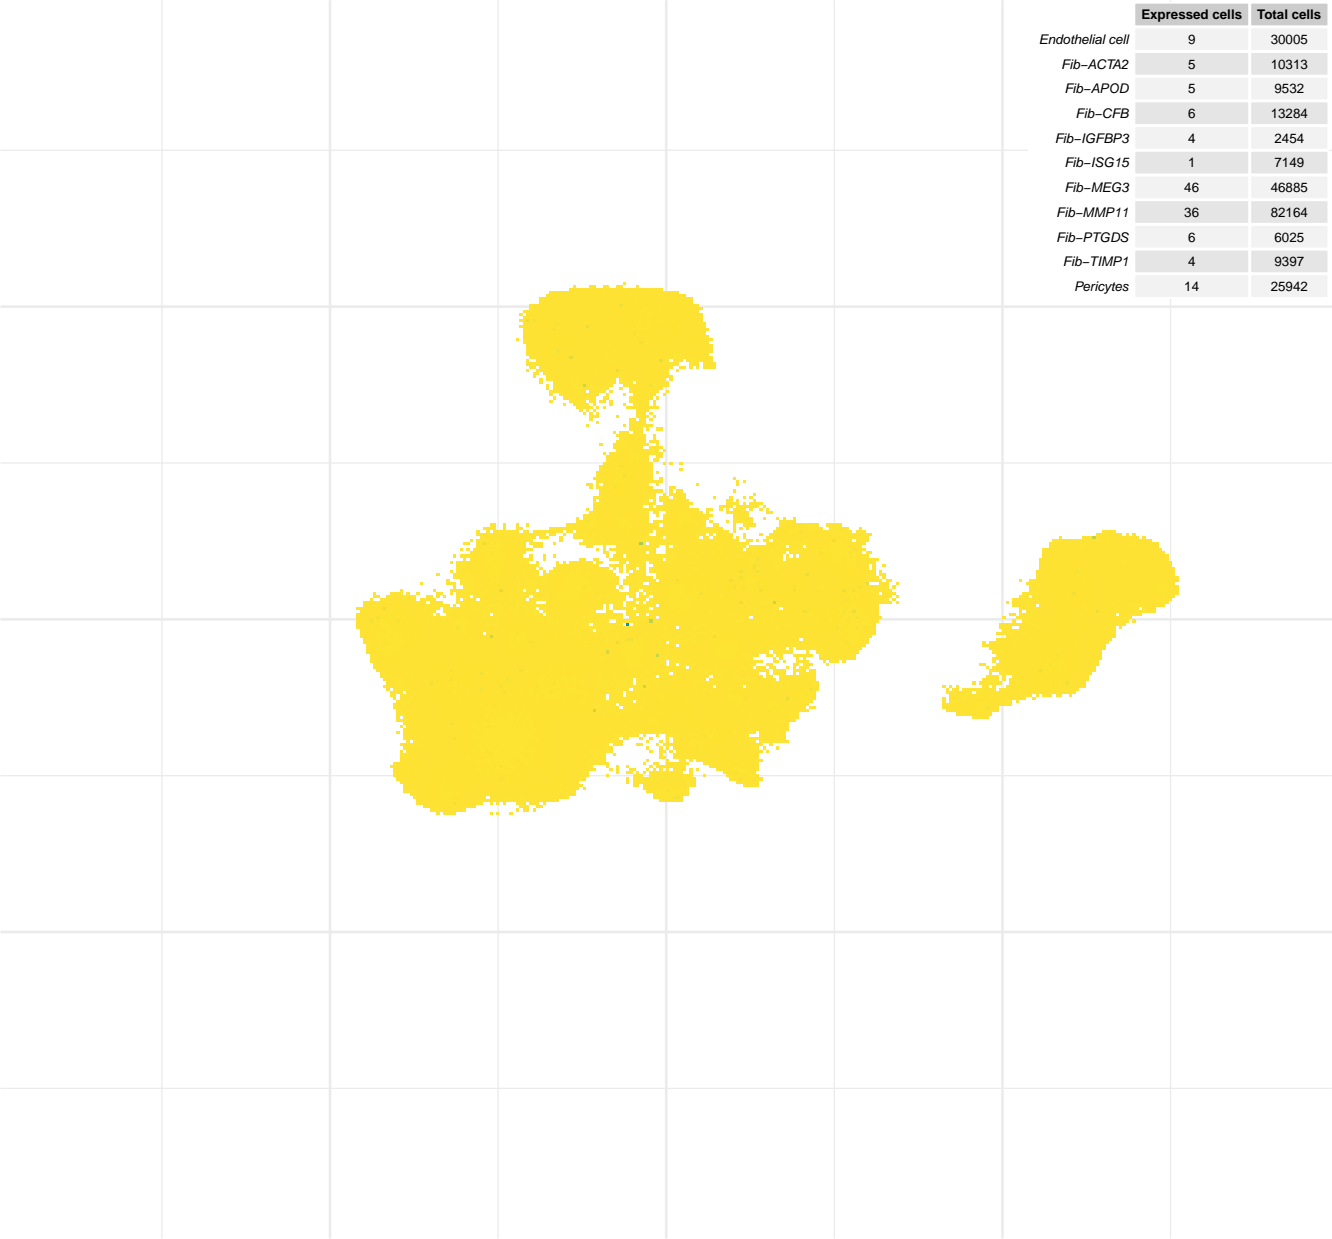 Expressed cells Total cells
Endothelial cell 9 30005
Fib−ACTA2 5 10313
Fib−APOD 5 9532
Fib−CFB 6 13284
Fib−IGFBP3 4 2454
Fib−ISG15 1 7149
Fib−MEG3 46 46885
Fib−MMP11 36 82164
Fib−PTGDS 6 6025
Fib−TIMP1 4 9397
Pericytes 14 25942